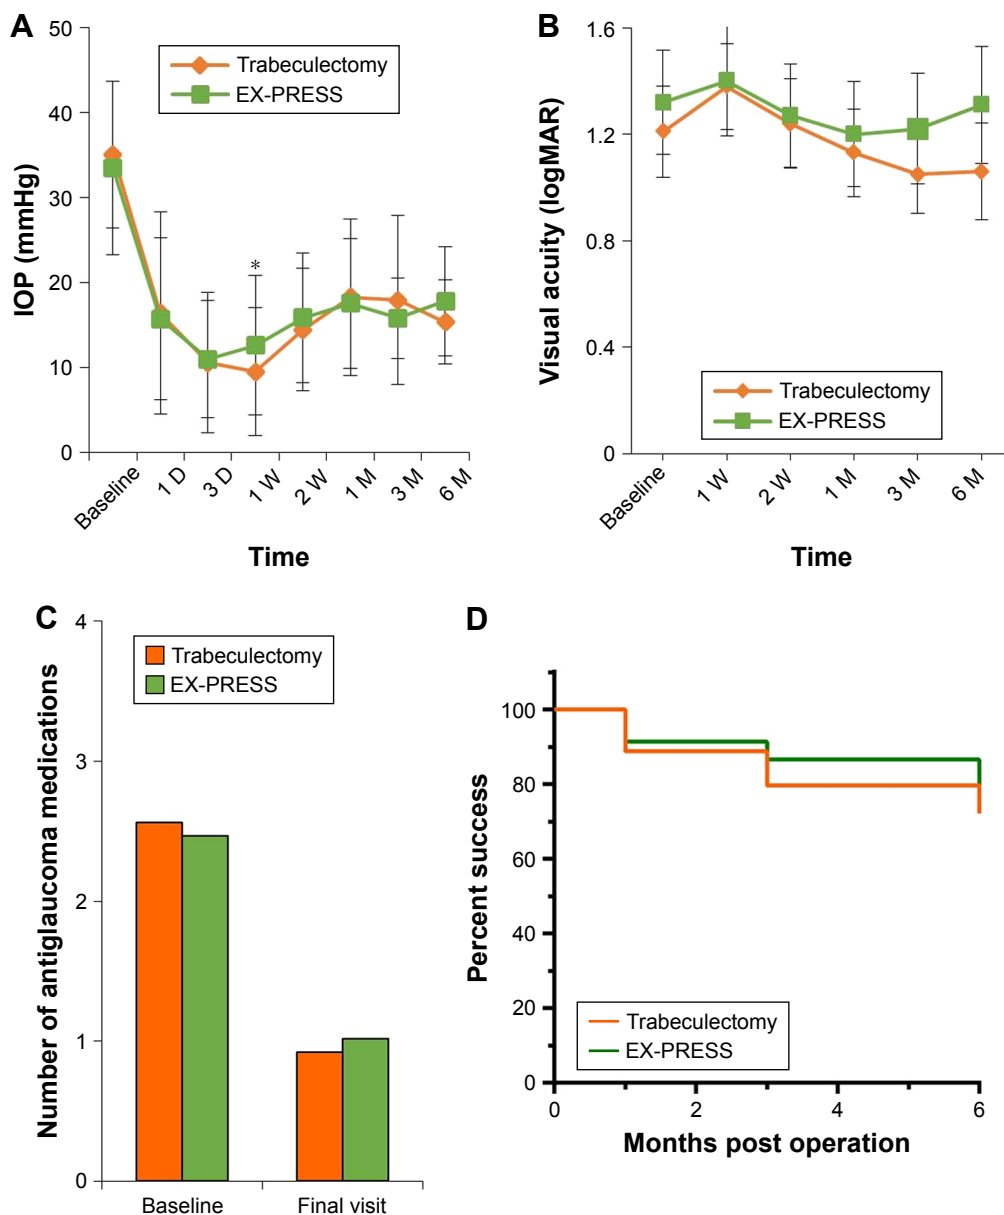 A
50
40
30
20
10
0
IOP (mmHg)
Trabeculectomy
EX-PRESS
*
Baseline
1 D
3 D
1 W
2 W
1 M
3 M
6 M
Time
B
1.6
1.2
0.8
0.4
0
Visual acuity (logMAR)
Trabeculectomy
EX-PRESS
Baseline
1 W
2 W
1 M
3 M
6 M
Time
C
4
3
2
1
0
Number of antiglaucoma medications
Trabeculectomy
EX-PRESS
Baseline
Final visit
D
100
80
60
40
20
0
Percent success
Trabeculectomy
EX-PRESS
0
2
4
6
Months post operation